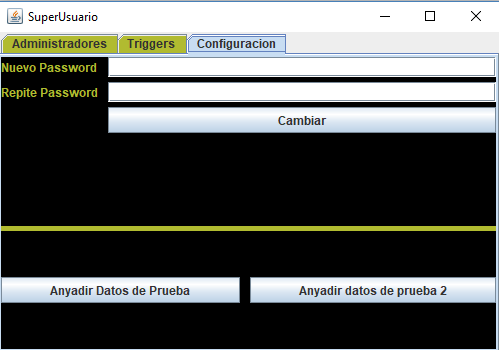 SuperUsuario
Administradores Triggers Configuracion
Nuevo Password
Repite Password
Cambiar
Anyadir Datos de Prueba Anyadir datos de prueba 2